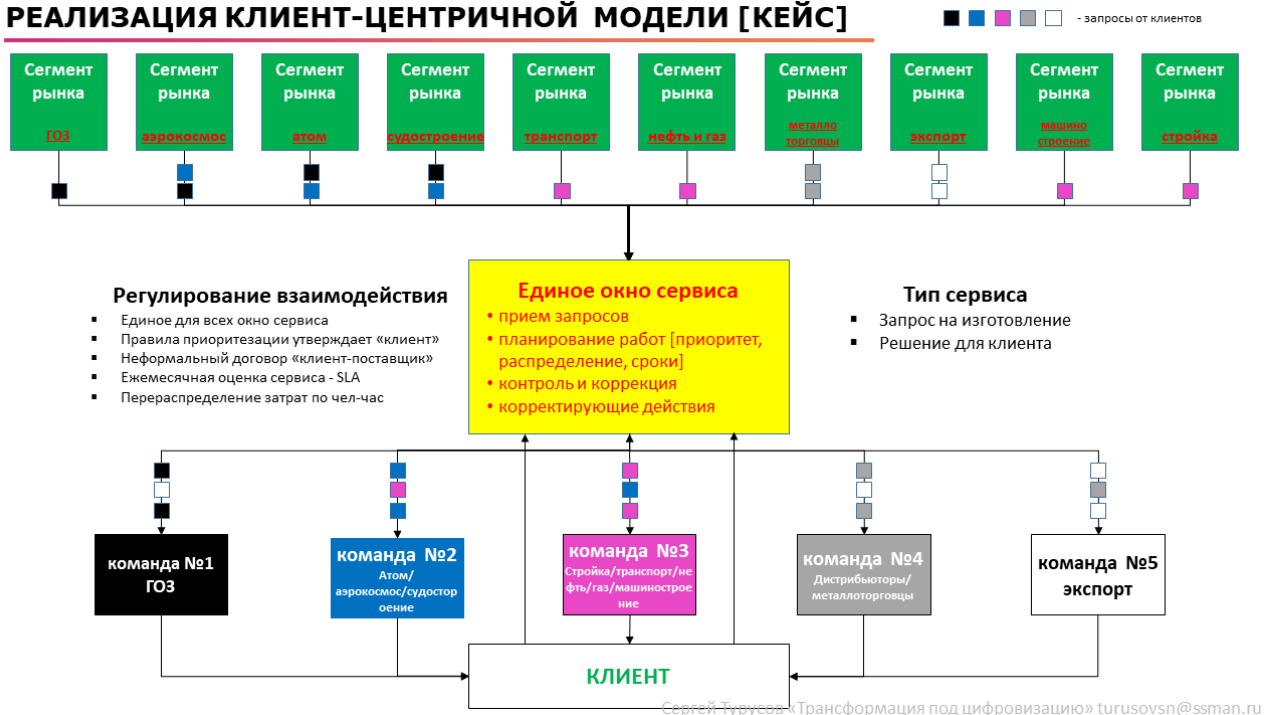 РЕАЛИЗАЦИЯ КЛИЕНТ-ЦЕНТРИЧНОЙ МОДЕЛИ [КЕЙС]
- запросы от клиентов
Сегмент
рынка
ГОЗ
Сегмент
рынка
аэрокосмос
Сегмент
рынка
атом
Сегмент
рынка
судостроение
Сегмент
рынка
транспорт
Сегмент
рынка
нефть и газ
Сегмент
рынка
металло
торговцы
Сегмент
рынка
экспорт
Сегмент
рынка
машино
строение
Сегмент
рынка
стройка
Регулирование взаимодействия
▪ Единое для всех окно сервиса
▪ Правила приоритезации утверждает «клиент»
▪ Неформальный договор «клиент-поставщик»
▪ Ежемесячная оценка сервиса - SLA
▪ Перераспределение затрат по чел-час
Единое окно сервиса
• прием запросов
• планирование работ [приоритет,
распределение, сроки]
• контроль и коррекция
• корректирующие действия
Тип сервиса
▪ Запрос на изготовление
▪ Решение для клиента
команда №1
ГОЗ
команда №2
Атом/
аэрокосмос/судостор
оение
команда №3
Стройка/транспорт/не
фть/газ/машинострое
ние
команда №4
Дистрибьюторы/
металлоторговцы
команда №5
экспорт
КЛИЕНТ
Сергей Турусов «Трансформация под цифровизацию» turusovsn@ssman.ru